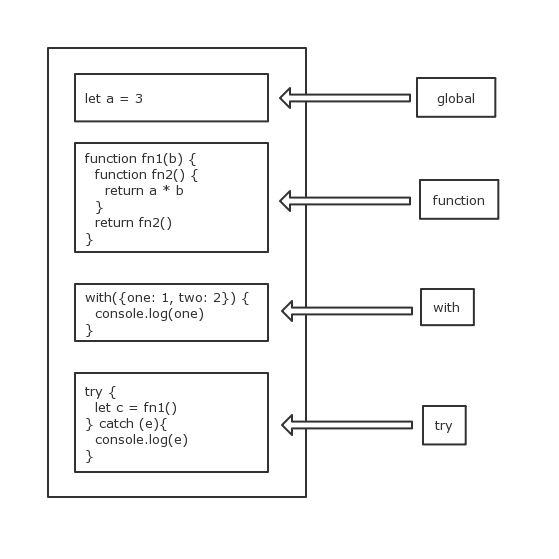 let a = 3
global
function fn1(b) {
function fn2() {
return a * b
}
return fn2()
}
function
with({one: 1, two: 2}) {
console.log(one)
}
with
try {
let c = fn1()
} catch (e){
console.log(e)
}
try